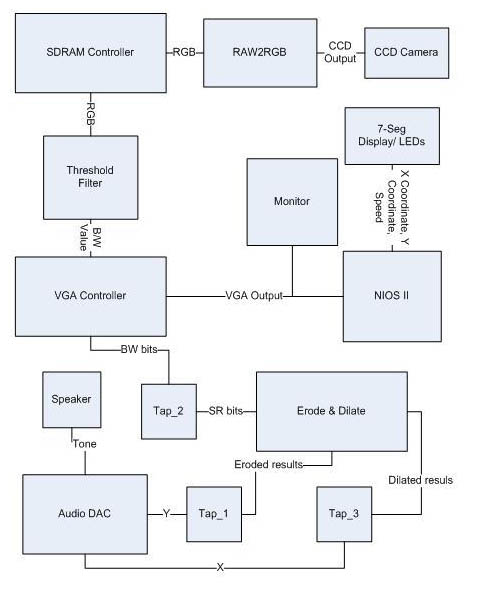 SDRAM Controller
RGB
RAW2RGB
CCD
Output
CCD Camera
RGB
7-Seg
Display/ LEDs
Threshold
Filter
X Coordinate, Y
Coordinate,
Speed
Monitor
B/W
Value
VGA Controller
VGA Output
NIOS II
BW bits
Speaker
Tap_2
SR bits
Erode & Dilate
Tone
Eroded results
Dilated resuls
Audio DAC
Y
Tap_1
Tap_3
X